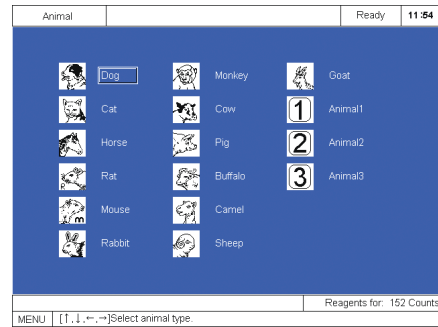 Animal Ready 11:54
Dog Monkey Goat
Cat Cow 1 Animal1
Horse Pig 2 Animal2
R Rat Buffalo 3 Animal3
m Mouse Camel
Rabbit Sheep
Reagents for: 152 Counts
MENU [↑,↓,←,→]Select animal type.